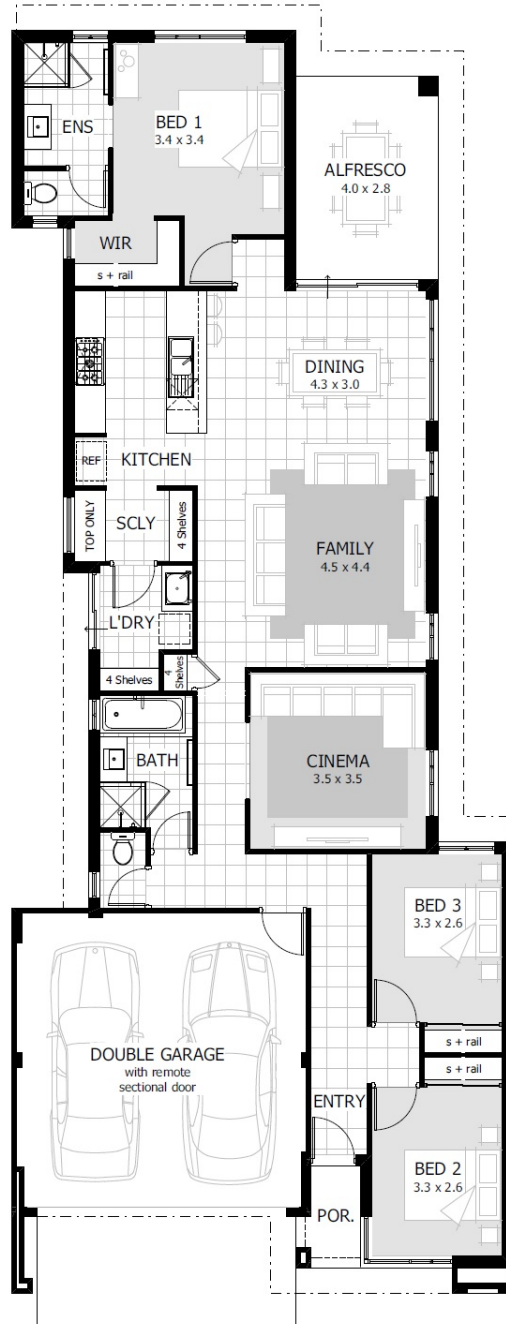 ENS
BED 1
3.4 x 3.4
ALFRESCO
4.0 x 2.8
WIR
s + rail
DINING
4.3 x 3.0
REF
KITCHEN
TOP ONLY
SCLY
4 Shelves
FAMILY
4.5 x 4.4
L'DRY
4 Shelves
4
Shelves
BATH
CINEMA
3.5 x 3.5
BED 3
3.3 x 2.6
s + rail
s + rail
DOUBLE GARAGE
with remote
sectional door
ENTRY
BED 2
3.3 x 2.6
POR.